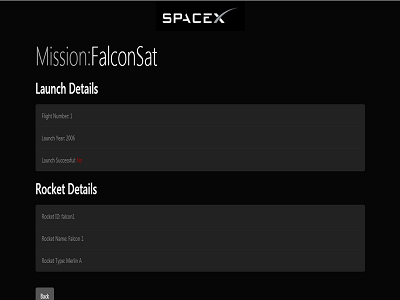 SPACEX
Mission:FalconSat
Launch Details
Flight Number: 1
Launch Year: 2006
Launch Successful: No
Rocket Details
Rocket ID: falcon1
Rocket Name: Falcon 1
Rocket Type: Merlin A
Back